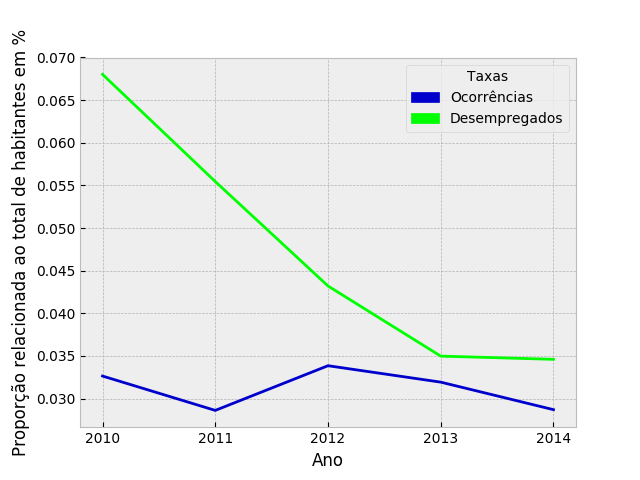 Proporção relacionada ao total de habitantes em %
0.070
0.065
0.060
0.055
0.050
0.045
0.040
0.035
0.030
Taxas
Ocorrências
Desempregados
2010 2011 2012 2013 2014
Ano